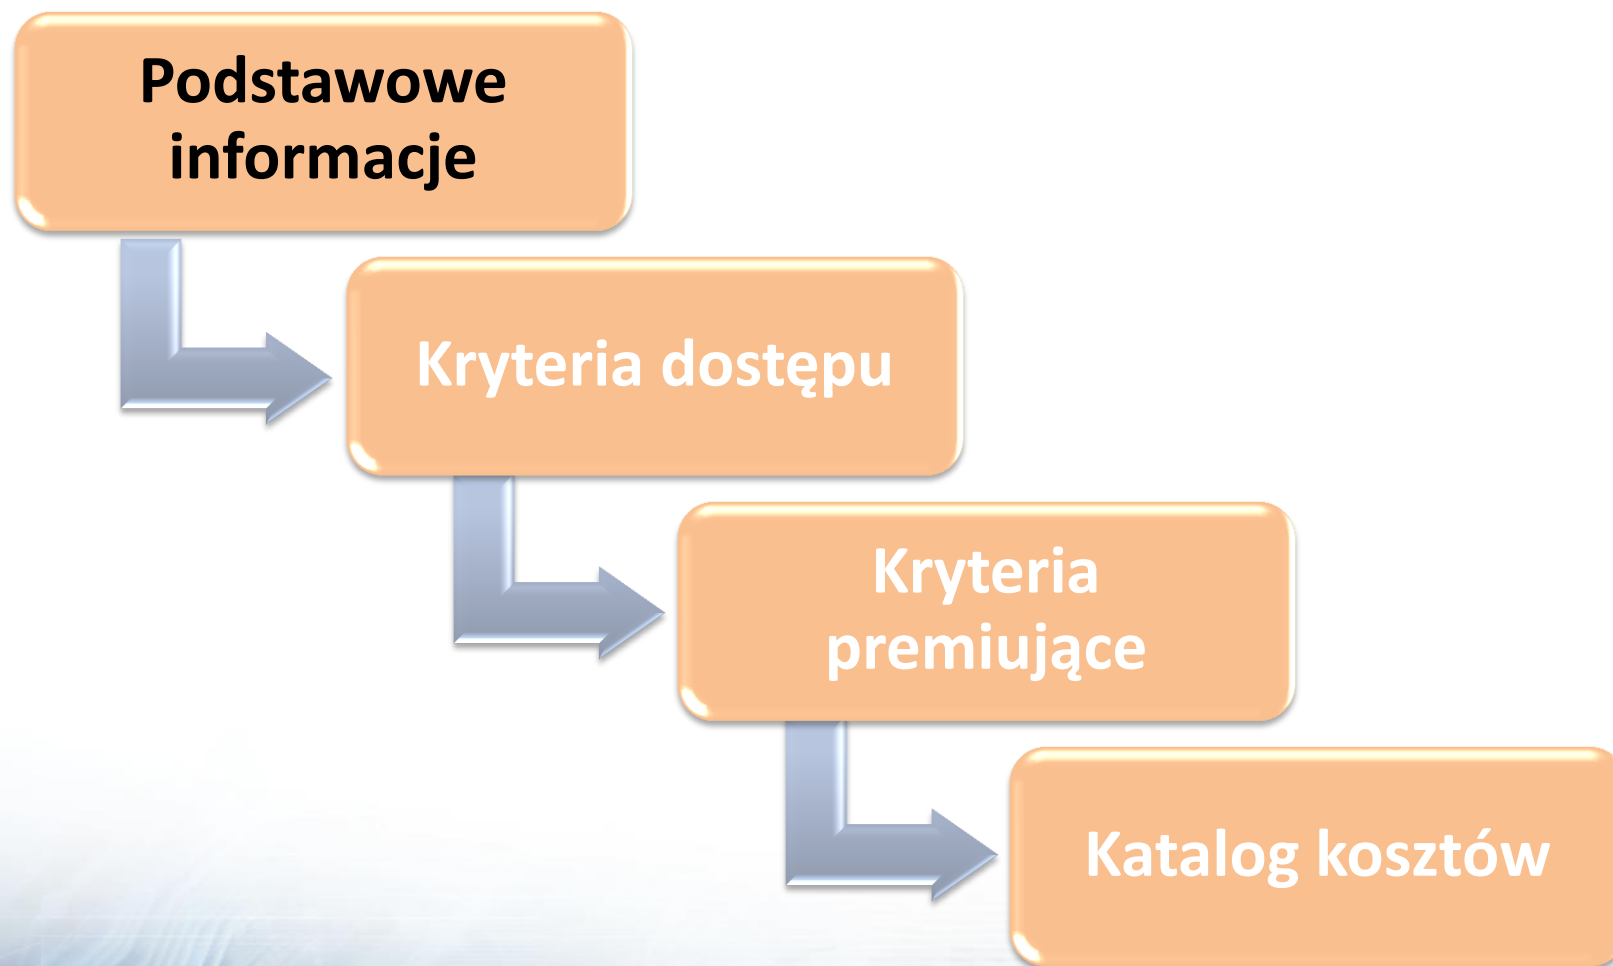 Podstawowe
informacje
Kryteria dostępu
Kryteria
premiujące
Katalog kosztów